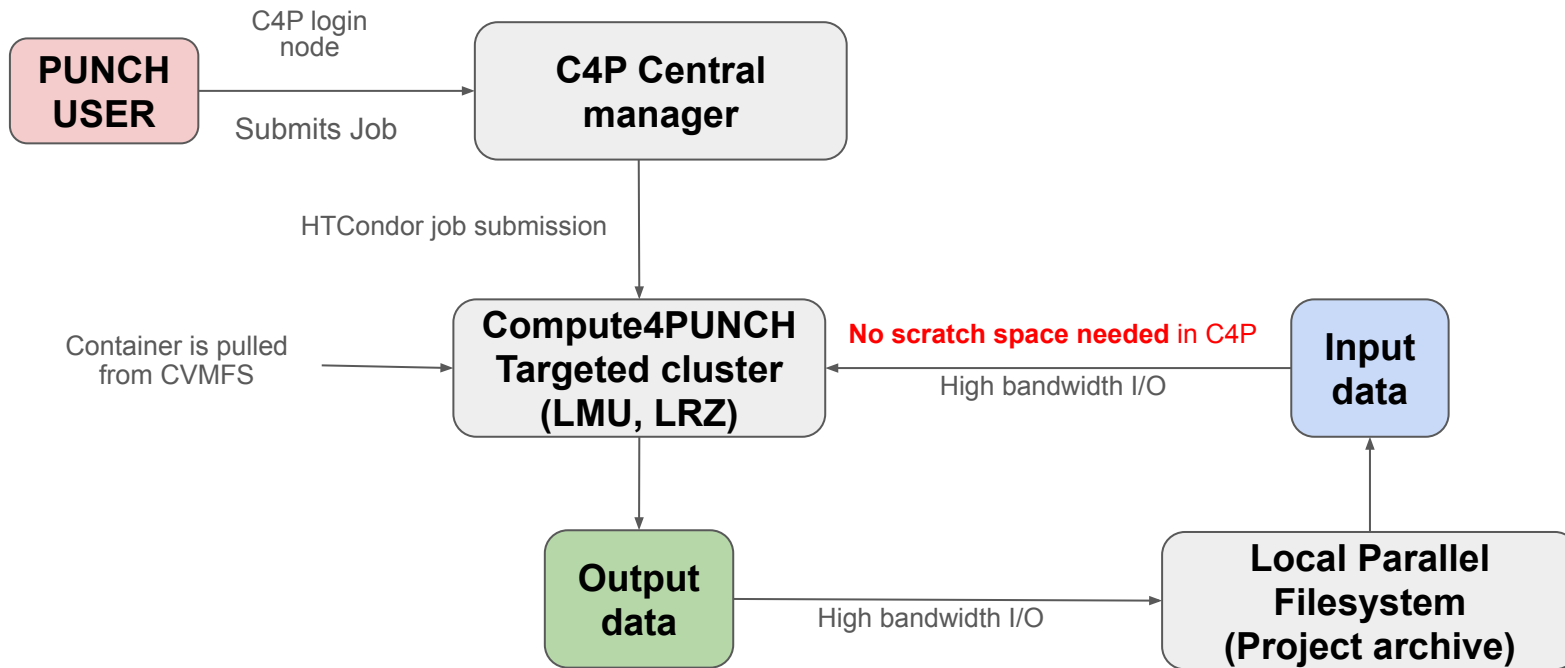 C4P login
node
PUNCH
USER
Submits Job
C4P Central
manager
HTCondor job submission
Container is pulled
from CVMFS
Compute4PUNCH
Targeted cluster
(LMU, LRZ)
No scratch space needed in C4P
High bandwidth I/O
Input
data
Output
data
High bandwidth I/O
Local Parallel
Filesystem
(Project archive)